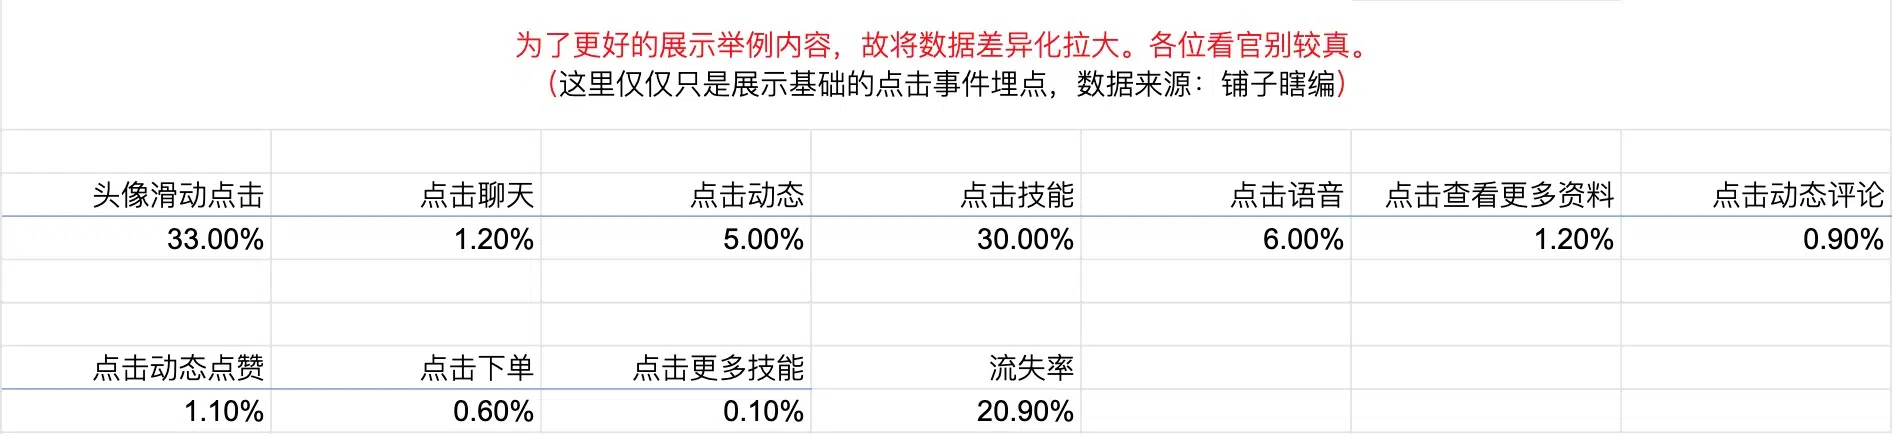 为了更好的展示举例内容，故将数据差异化拉大。各位看官别较真。
（这里仅仅只是展示基础的点击事件埋点，数据来源：铺子瞎编）
头像滑动点击 点击聊天 点击动态 点击技能 点击语音 点击查看更多资料 点击动态评论
33.00% 1.20% 5.00% 30.00% 6.00% 1.20% 0.90%
点击动态点赞 点击下单 点击更多技能 流失率
1.10% 0.60% 0.10% 20.90%